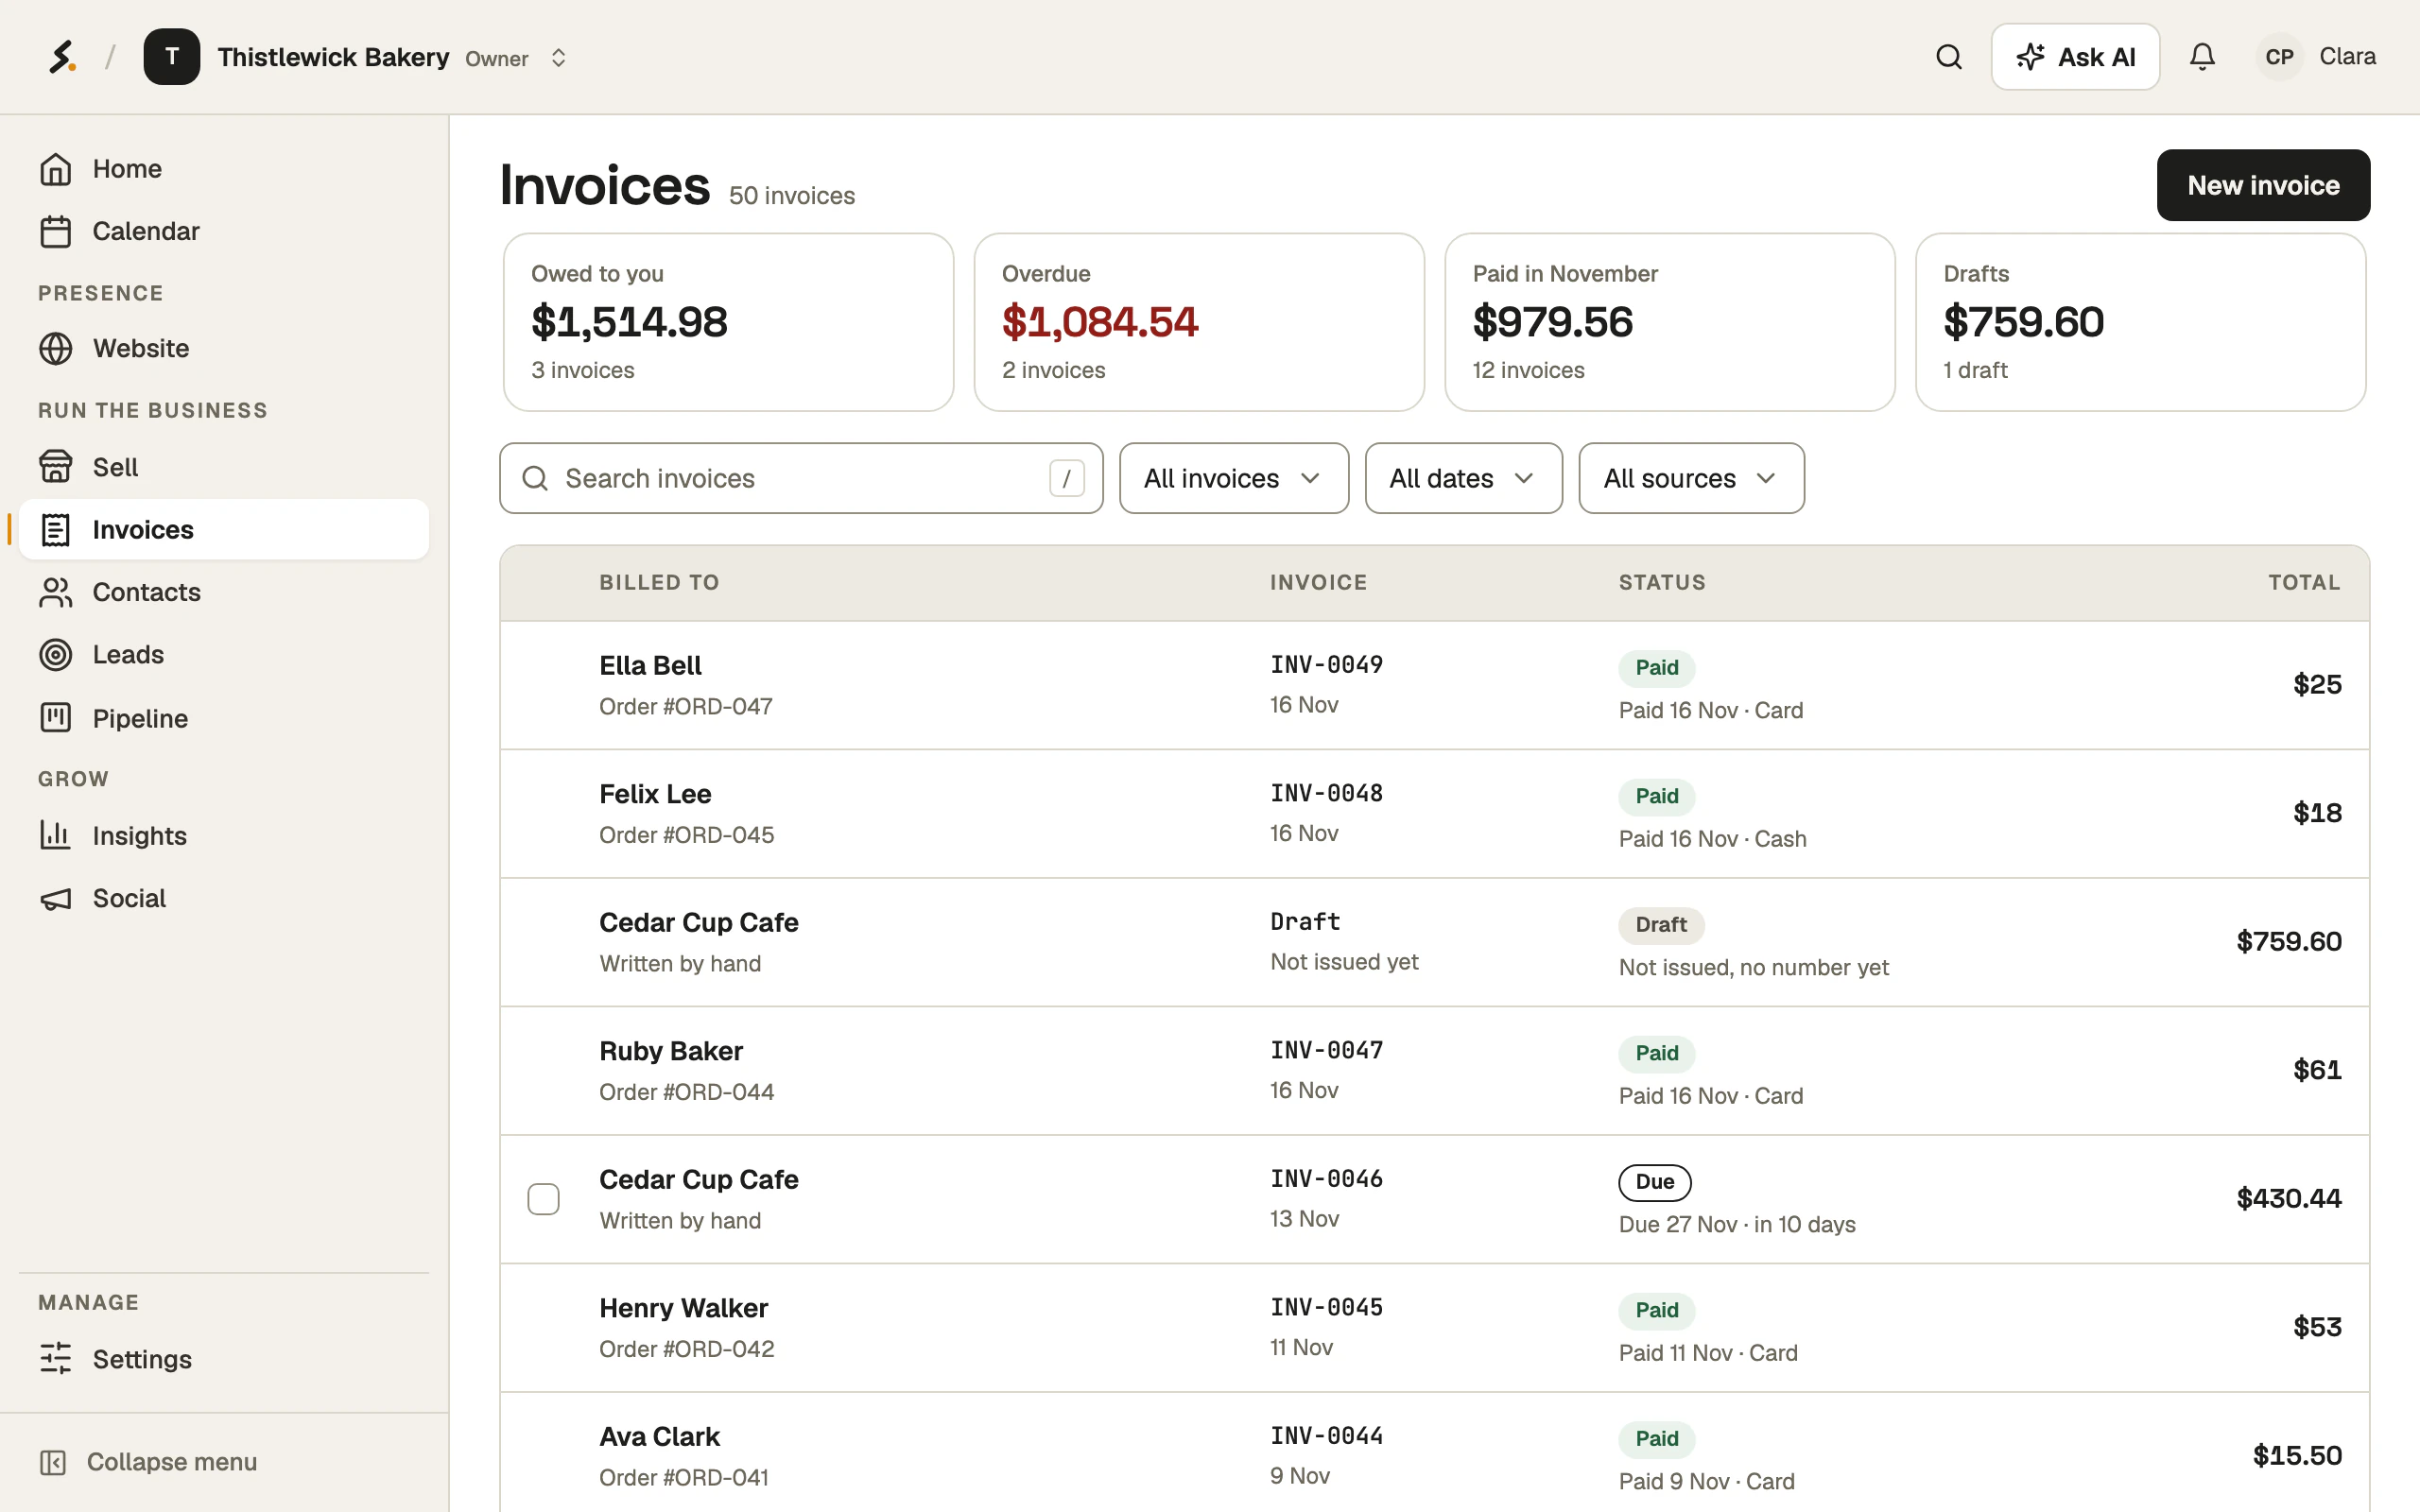 / T Thistlewick Bakery Owner
Ask AI CP Clara
Home
Calendar
PRESENCE
Website
RUN THE BUSINESS
Sell
Invoices
Contacts
Leads
Pipeline
GROW
Insights
Social
MANAGE
Settings
Collapse menu
Invoices 50 invoices
New invoice
Owed to you
$1,514.98
3 invoices
Overdue
$1,084.54
2 invoices
Paid in November
$979.56
12 invoices
Drafts
$759.60
1 draft
Search invoices /
All invoices
All dates
All sources
BILLED TO INVOICE STATUS TOTAL
Ella Bell INV-0049 Paid $25
Order #ORD-047 16 Nov Paid 16 Nov · Card
Felix Lee INV-0048 Paid $18
Order #ORD-045 16 Nov Paid 16 Nov · Cash
Cedar Cup Cafe Draft Draft $759.60
Written by hand Not issued yet Not issued, no number yet
Ruby Baker INV-0047 Paid $61
Order #ORD-044 16 Nov Paid 16 Nov · Card
Cedar Cup Cafe INV-0046 Due $430.44
Written by hand 13 Nov Due 27 Nov · in 10 days
Henry Walker INV-0045 Paid $53
Order #ORD-042 11 Nov Paid 11 Nov · Card
Ava Clark INV-0044 Paid $15.50
Order #ORD-041 9 Nov Paid 9 Nov · Card